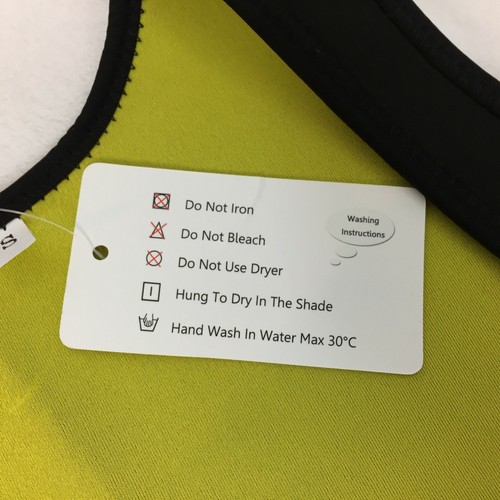 Do Not Iron
Do Not Bleach
Do Not Use Dryer
Hung To Dry In The Shade
Hand Wash In Water Max 30°C
Washing
Instructions
S